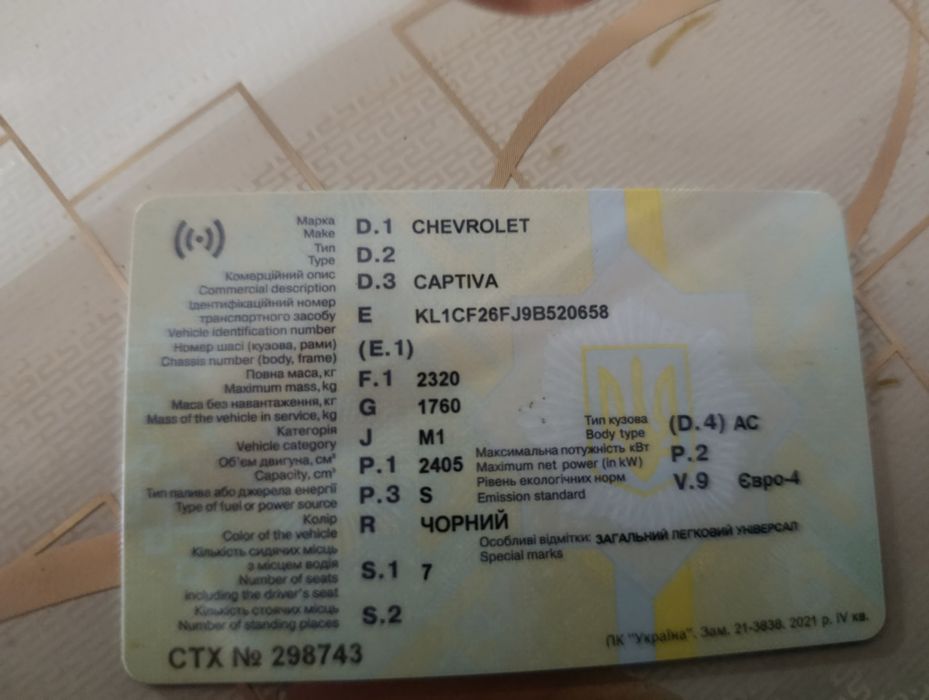 Марка
Make
D.1 CHEVROLET
Тип
Type
D.2
Комерційний опис
Commercial description
D.3 CAPTIVA
Ідентифікаційний номер
транспортного засобу
Vehicle identification number
E KL1CF26FJ9B520658
Номер шасі (кузова, рами)
Chassis number (body, frame)
(E.1)
Повна маса, кг
Maximum mass, kg
F.1 2320
Маса без навантаження, кг
Mass of the vehicle in service, kg
G 1760
Категорія
Vehicle category
J M1
Тип кузова
Body type
(D.4) AC
Об'єм двигуна, см³
Capacity, cm³
P.1 2405
Максимальна потужність кВт
Maximum net power (in kW)
P.2
Тип палива або джерела енергії
Type of fuel or power source
P.3 S
Рівень екологічних норм
Emission standard
V.9 Євро-4
Колір
Color of the vehicle
R ЧОРНИЙ
Особливі відмітки: ЗАГАЛЬНИЙ ЛЕГКОВИЙ УНІВЕРСАЛ
Special marks
Кількість сидячих місць
з місцем водія
Number of seats
including the driver's seat
S.1 7
Кількість стоячих місць
Number of standing places
S.2
СТХ № 298743
ПК "Україна". Зам. 21-3838. 2021 р. IV кв.